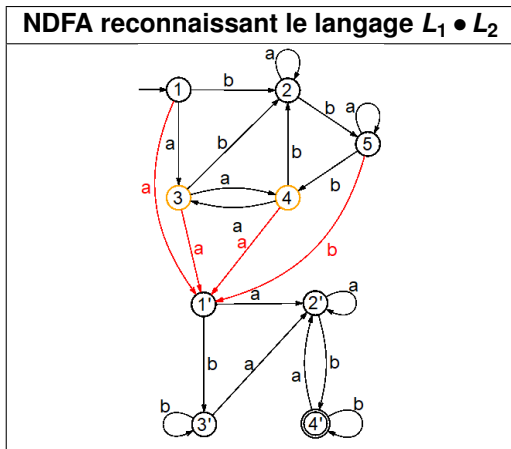 NDFA reconnaissant le langage L₁ • L₂
a
1 b 2
b a
5
a b b
a
a b
3 4
a
a a b
1' a 2' a
b a a b
b 3' 4' b